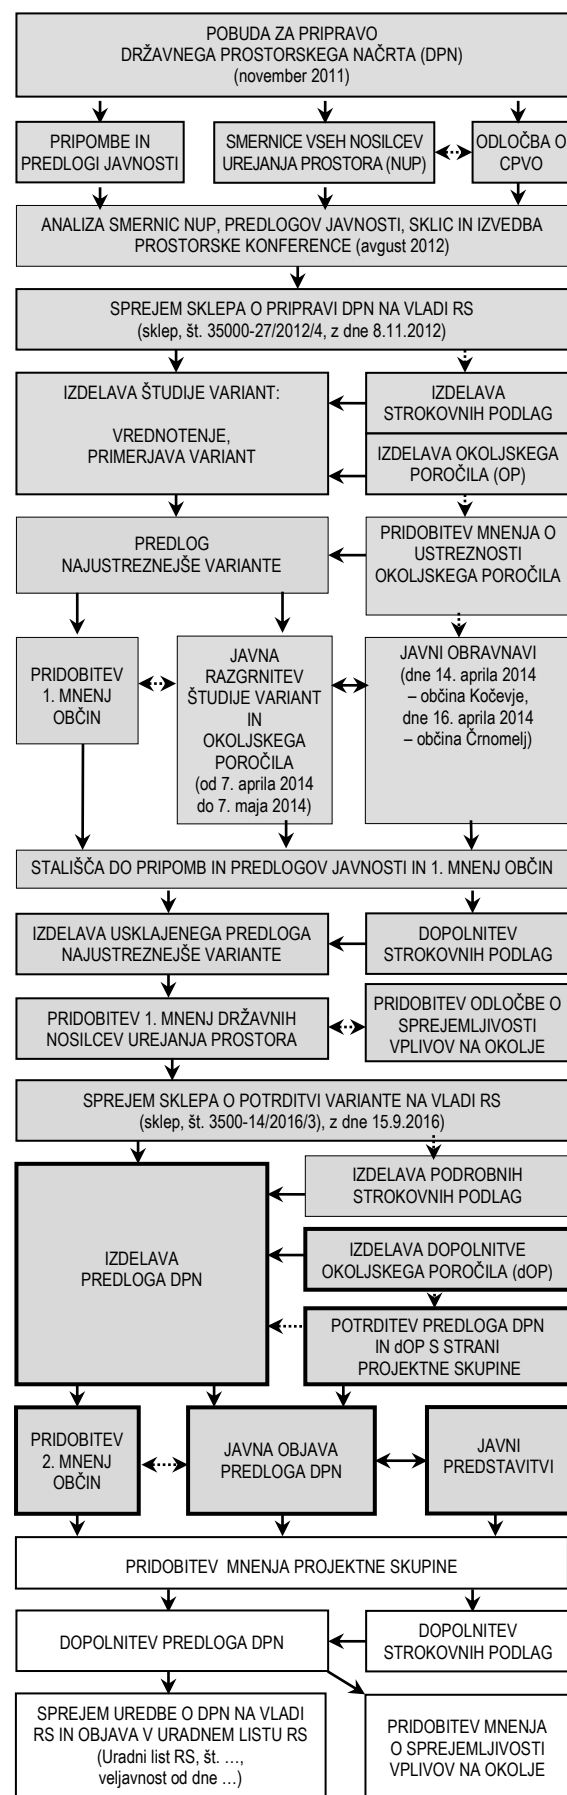 POBUDA ZA PRIPRAVO
DRŽAVNEGA PROSTORSKEGA NAČRTA (DPN)
(november 2011)
PRIPOMBE IN
PREDLOGI JAVNOSTI
SMERNICE VSEH NOSILCEV
UREJANJA PROSTORA (NUP)
ODLOČBA O
CPVO
ANALIZA SMERNIC NUP, PREDLOGOV JAVNOSTI, SKLIC IN IZVEDBA
PROSTORSKE KONFERENCE (avgust 2012)
SPREJEM SKLEPA O PRIPRAVI DPN NA VLADI RS
(sklep, št. 35000-27/2012/4, z dne 8.11.2012)
IZDELAVA ŠTUDIJE VARIANT:
VREDNOTENJE,
PRIMERJAVA VARIANT
IZDELAVA
STROKOVNIH PODLAG
IZDELAVA OKOLJSKEGA
POROČILA (OP)
PREDLOG
NAJUSTREZNEJŠE VARIANTE
PRIDOBITEV MNENJA O
USTREZNOSTI
OKOLJSKEGA POROČILA
PRIDOBITEV
1. MNENJ
OBČIN
JAVNA
RAZGRNITEV
ŠTUDIJE VARIANT
IN
OKOLJSKEGA
POROČILA
(od 7. aprila 2014
do 7. maja 2014)
JAVNI OBRAVNAVI
(dne 14. aprila 2014
– občina Kočevje,
dne 16. aprila 2014
– občina Črnomelj)
STALIŠČA DO PRIPOMB IN PREDLOGOV JAVNOSTI IN 1. MNENJ OBČIN
IZDELAVA USKLAJENEGA PREDLOGA
NAJUSTREZNEJŠE VARIANTE
DOPOLNITEV
STROKOVNIH PODLAG
PRIDOBITEV 1. MNENJ DRŽAVNIH
NOSILCEV UREJANJA PROSTORA
PRIDOBITEV ODLOČBE O
SPREJEMLJIVOSTI
VPLIVOV NA OKOLJE
SPREJEM SKLEPA O POTRDITVI VARIANTE NA VLADI RS
(sklep, št. 3500-14/2016/3), z dne 15.9.2016)
IZDELAVA PODROBNIH
STROKOVNIH PODLAG
IZDELAVA
PREDLOGA DPN
IZDELAVA DOPOLNITVE
OKOLJSKEGA POROČILA (dOP)
POTRDITEV PREDLOGA DPN
IN dOP S STRANI
PROJEKTNE SKUPINE
PRIDOBITEV
2. MNENJ
OBČIN
JAVNA OBJAVA
PREDLOGA DPN
JAVNI
PREDSTAVITVI
PRIDOBITEV MNENJA PROJEKTNE SKUPINE
DOPOLNITEV PREDLOGA DPN
DOPOLNITEV
STROKOVNIH PODLAG
SPREJEM UREDBE O DPN NA VLADI
RS IN OBJAVA V URADNEM LISTU RS
(Uradni list RS, št. …,
veljavnost od dne …)
PRIDOBITEV MNENJA
O SPREJEMLJIVOSTI
VPLIVOV NA OKOLJE